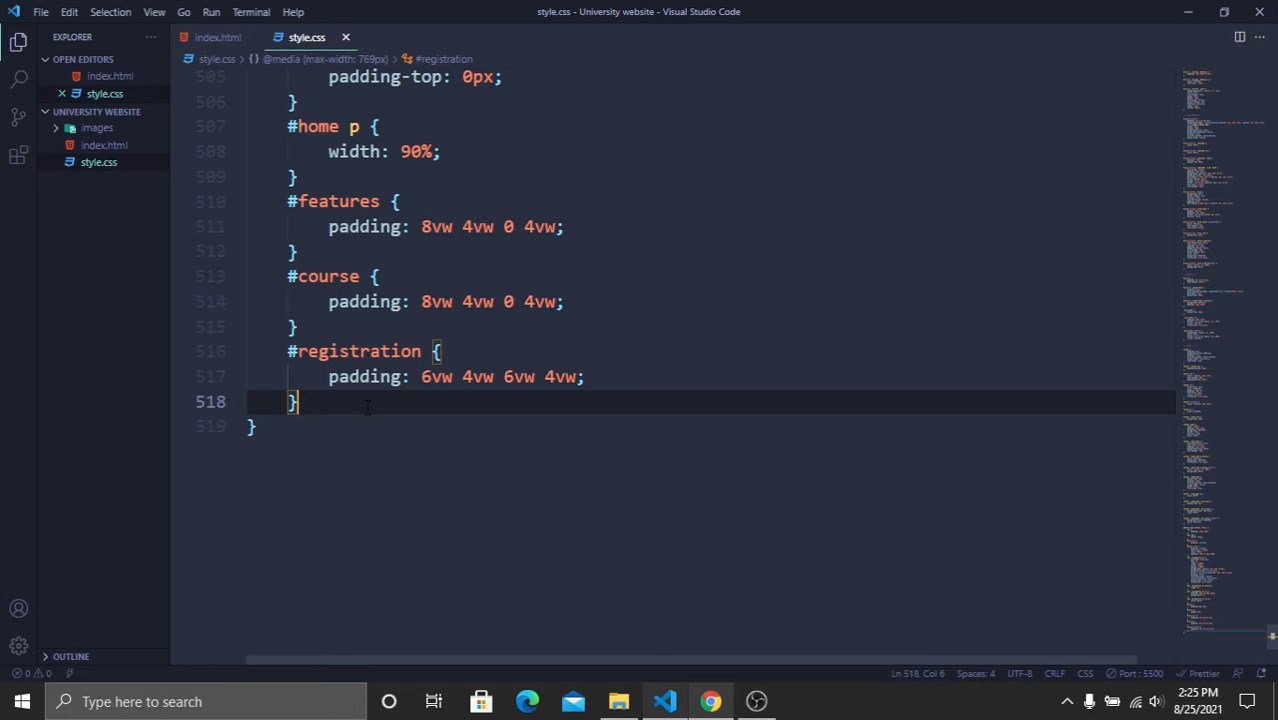 File Edit Selection View Go Run Terminal Help
style.css - University website - Visual Studio Code
EXPLORER
OPEN EDITORS
index.html
style.css
UNIVERSITY WEBSITE
images
index.html
style.css
OUTLINE
index.html style.css
style.css {} @media (max-width: 769px) #registration
505 padding-top: 0px;
506 }
507 #home p {
508 width: 90%;
509 }
510 #features {
511 padding: 8vw 4vw 0 4vw;
512 }
513 #course {
514 padding: 8vw 4vw 0 4vw;
515 }
516 #registration {
517 padding: 6vw 4vw 6vw 4vw;
518 }
519 }
0 0 Ln 518, Col 6 Spaces: 4 UTF-8 CRLF CSS Port : 5500 Prettier
Type here to search
2:25 PM
8/25/2021